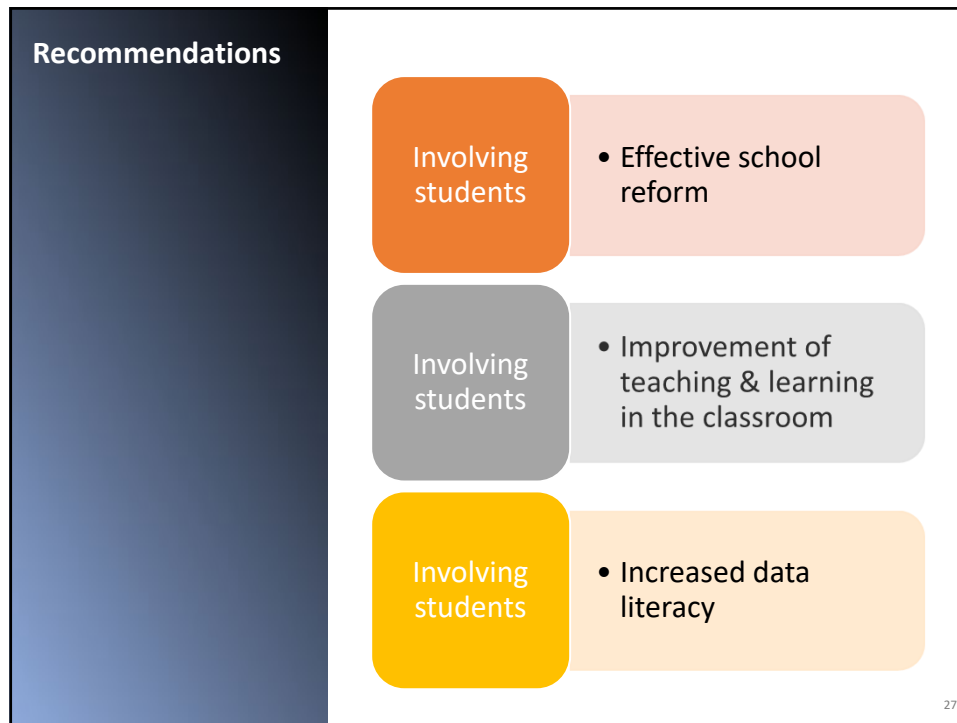 Recommendations
Involving
students
• Effective school
reform
Involving
students
• Improvement of
teaching & learning
in the classroom
Involving
students
• Increased data
literacy
27